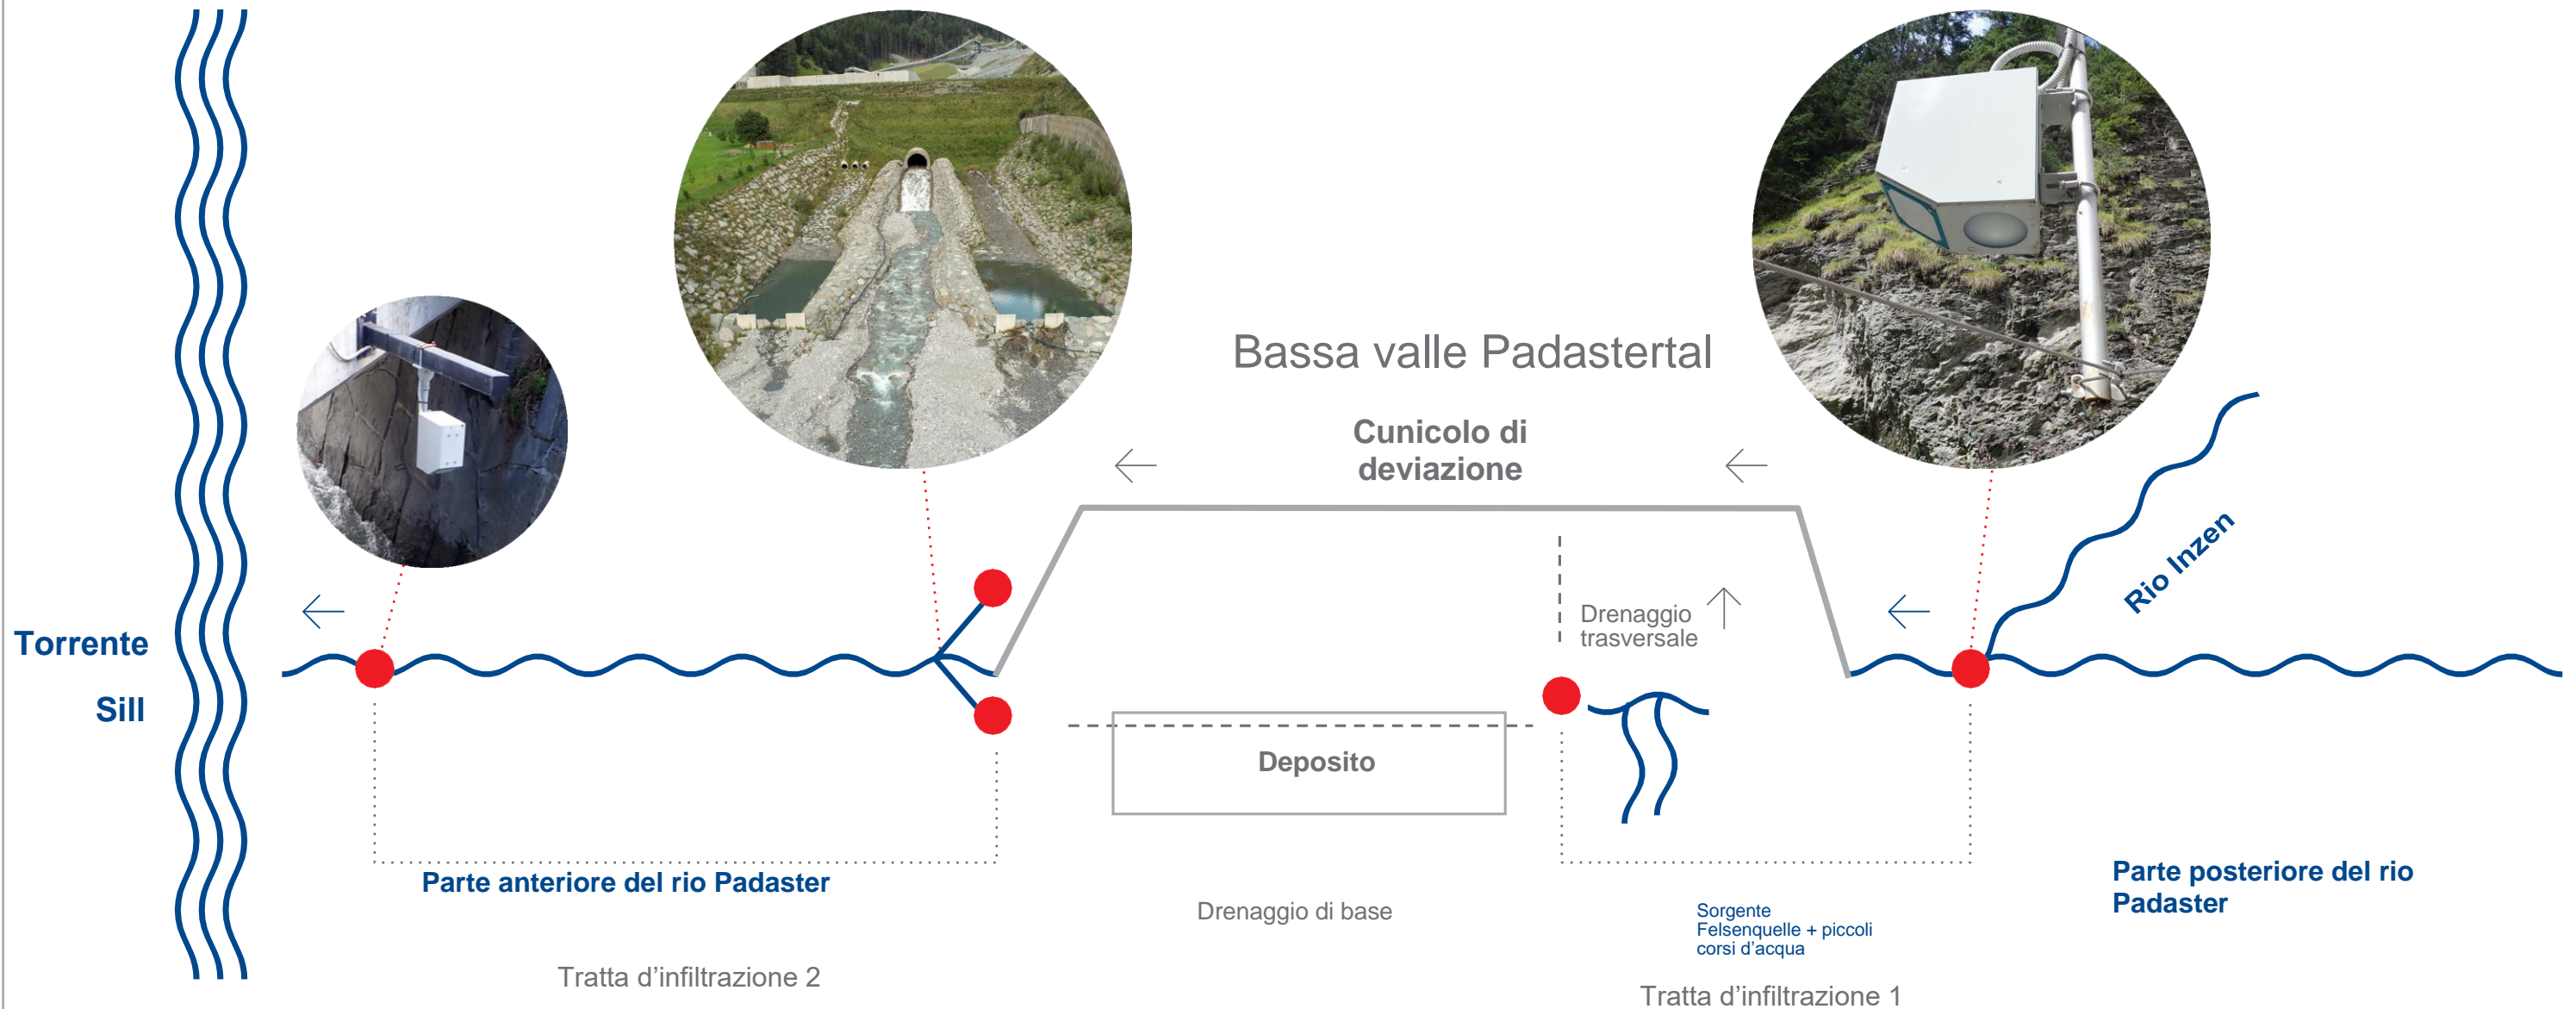 Bassa valle Padastertal
Cunicolo di
deviazione
Rio Inzen
Drenaggio
trasversale
Torrente
Sill
Deposito
Parte anteriore del rio Padaster
Parte posteriore del rio
Padaster
Drenaggio di base
Sorgente
Felsenquelle + piccoli
corsi d’acqua
Tratta d’infiltrazione 2
Tratta d’infiltrazione 1